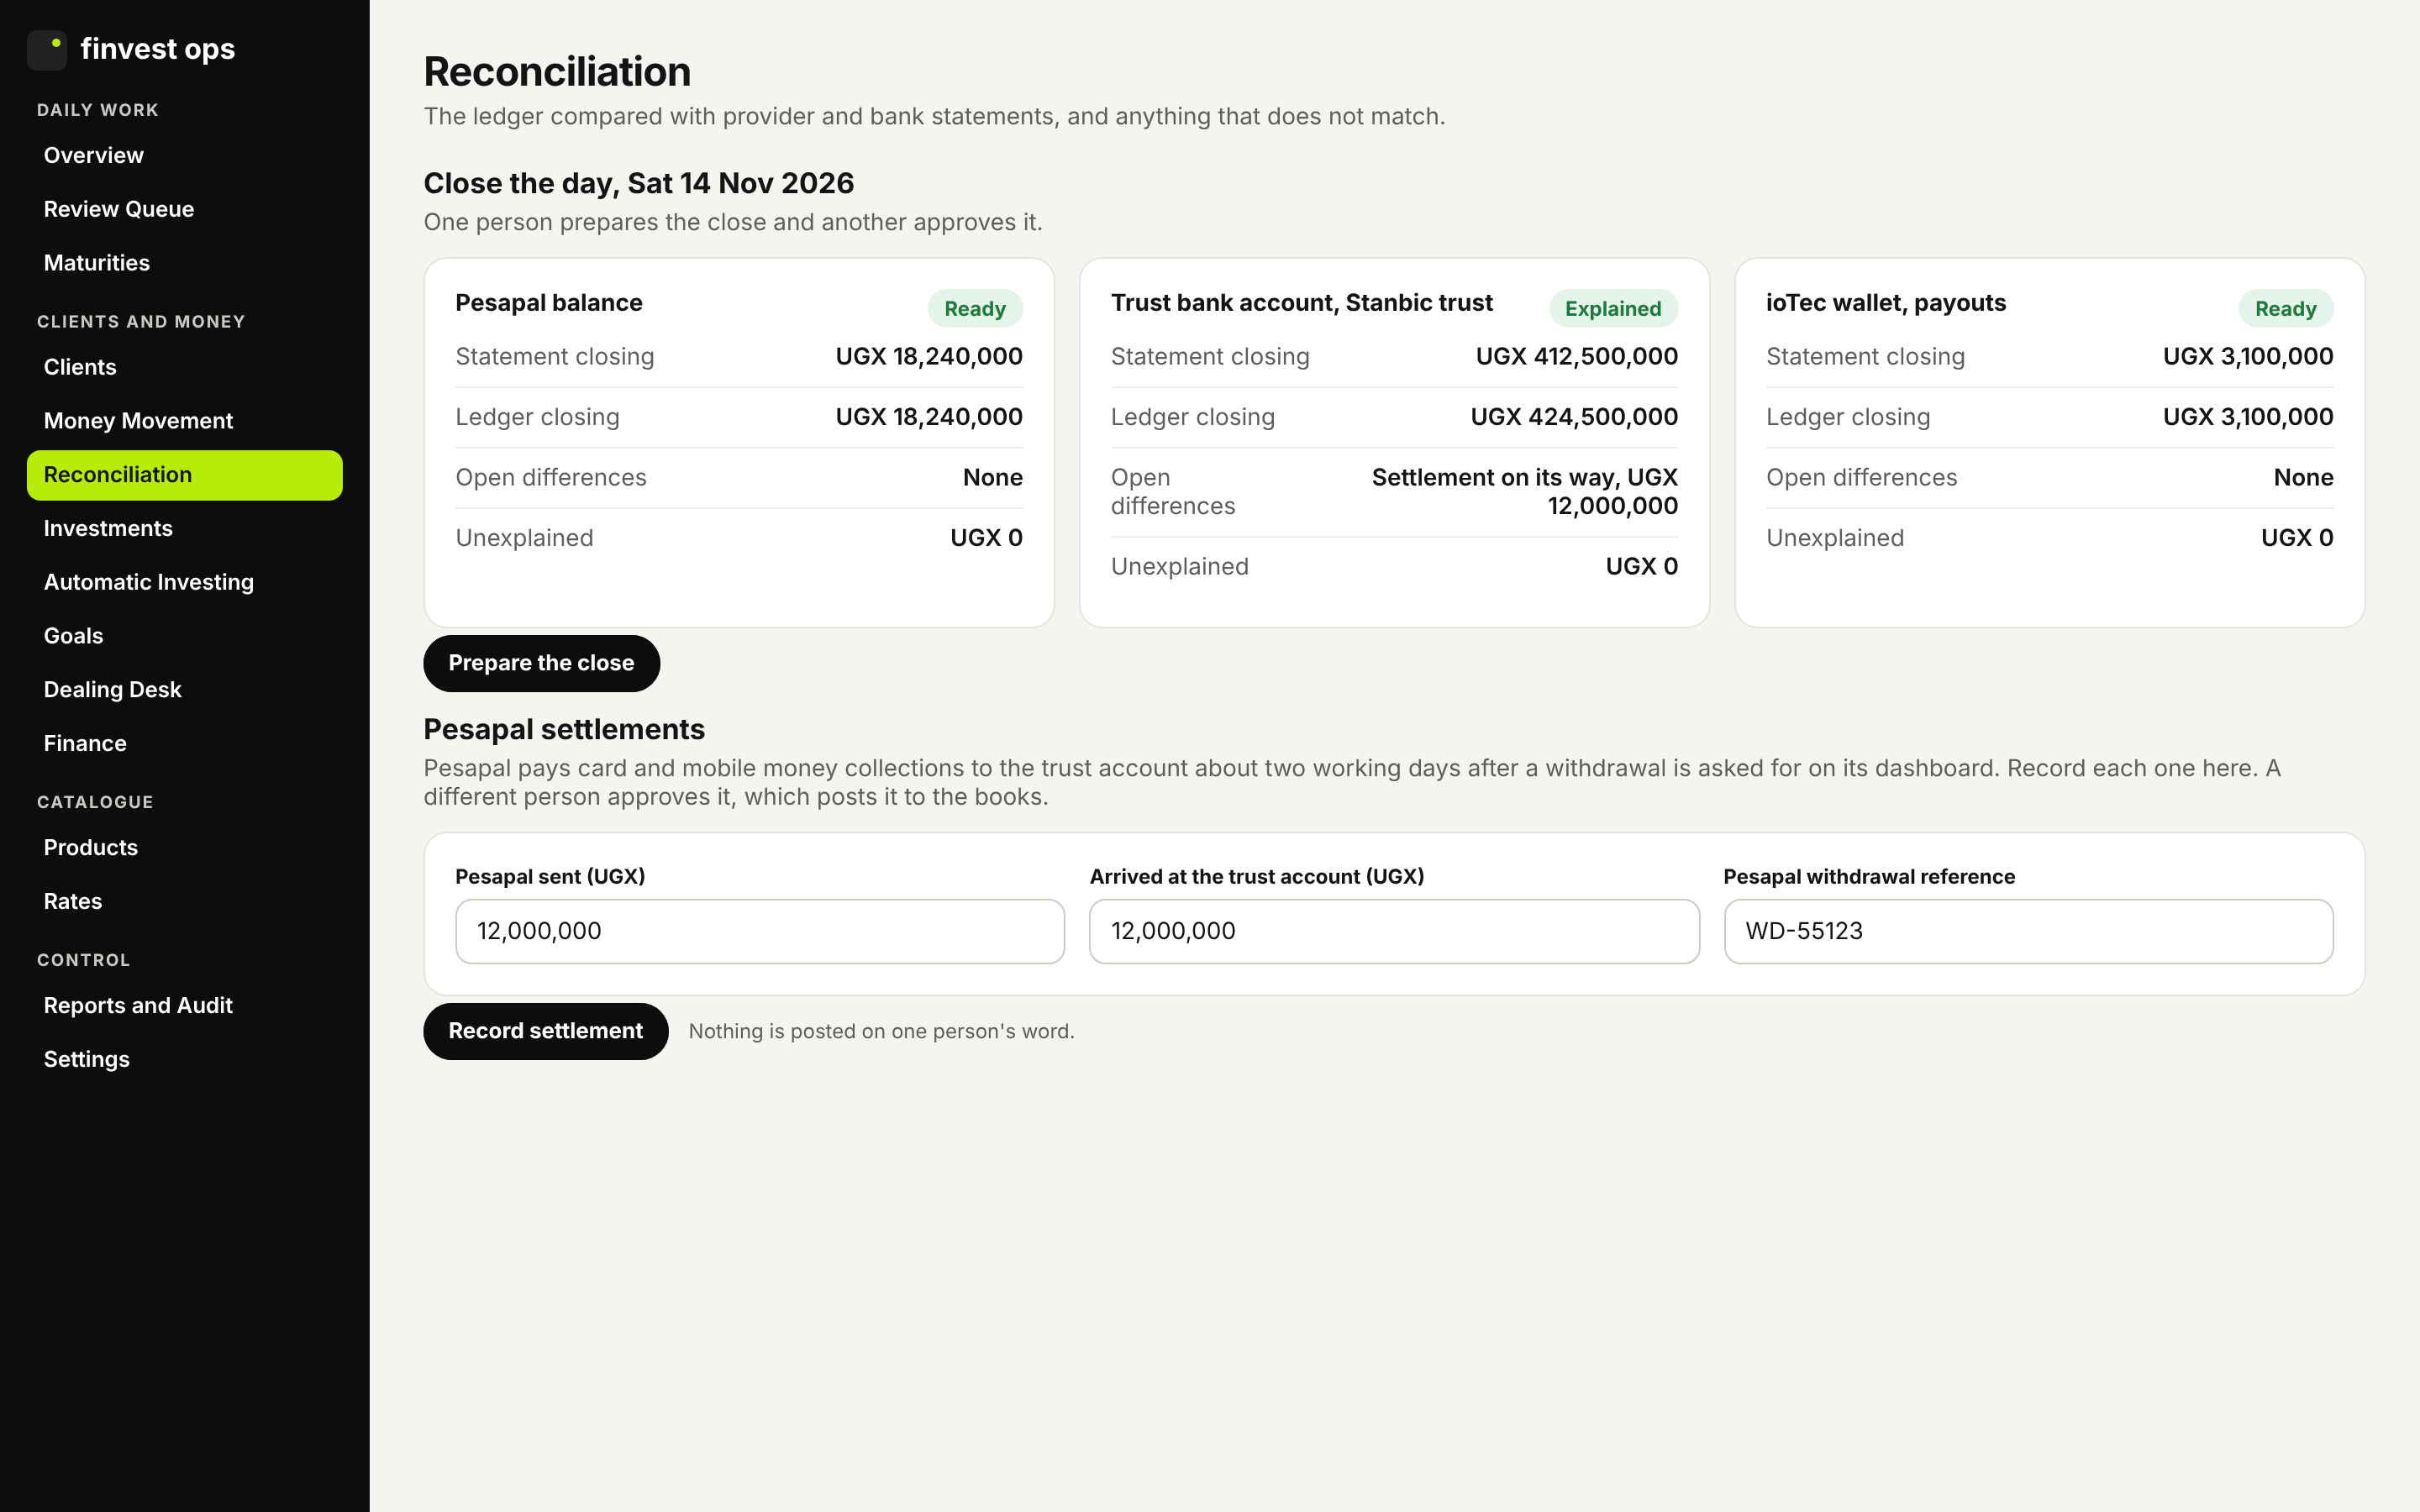 finvest ops
DAILY WORK
Overview
Review Queue
Maturities
CLIENTS AND MONEY
Clients
Money Movement
Reconciliation
Investments
Automatic Investing
Goals
Dealing Desk
Finance
CATALOGUE
Products
Rates
CONTROL
Reports and Audit
Settings
Reconciliation
The ledger compared with provider and bank statements, and anything that does not match.
Close the day, Sat 14 Nov 2026
One person prepares the close and another approves it.
Pesapal balance
Ready
Statement closing UGX 18,240,000
Ledger closing UGX 18,240,000
Open differences None
Unexplained UGX 0
Trust bank account, Stanbic trust
Explained
Statement closing UGX 412,500,000
Ledger closing UGX 424,500,000
Open differences
Settlement on its way, UGX
12,000,000
Unexplained UGX 0
ioTec wallet, payouts
Ready
Statement closing UGX 3,100,000
Ledger closing UGX 3,100,000
Open differences None
Unexplained UGX 0
Prepare the close
Pesapal settlements
Pesapal pays card and mobile money collections to the trust account about two working days after a withdrawal is asked for on its dashboard. Record each one here. A
different person approves it, which posts it to the books.
Pesapal sent (UGX)
12,000,000
Arrived at the trust account (UGX)
12,000,000
Pesapal withdrawal reference
WD-55123
Record settlement
Nothing is posted on one person's word.